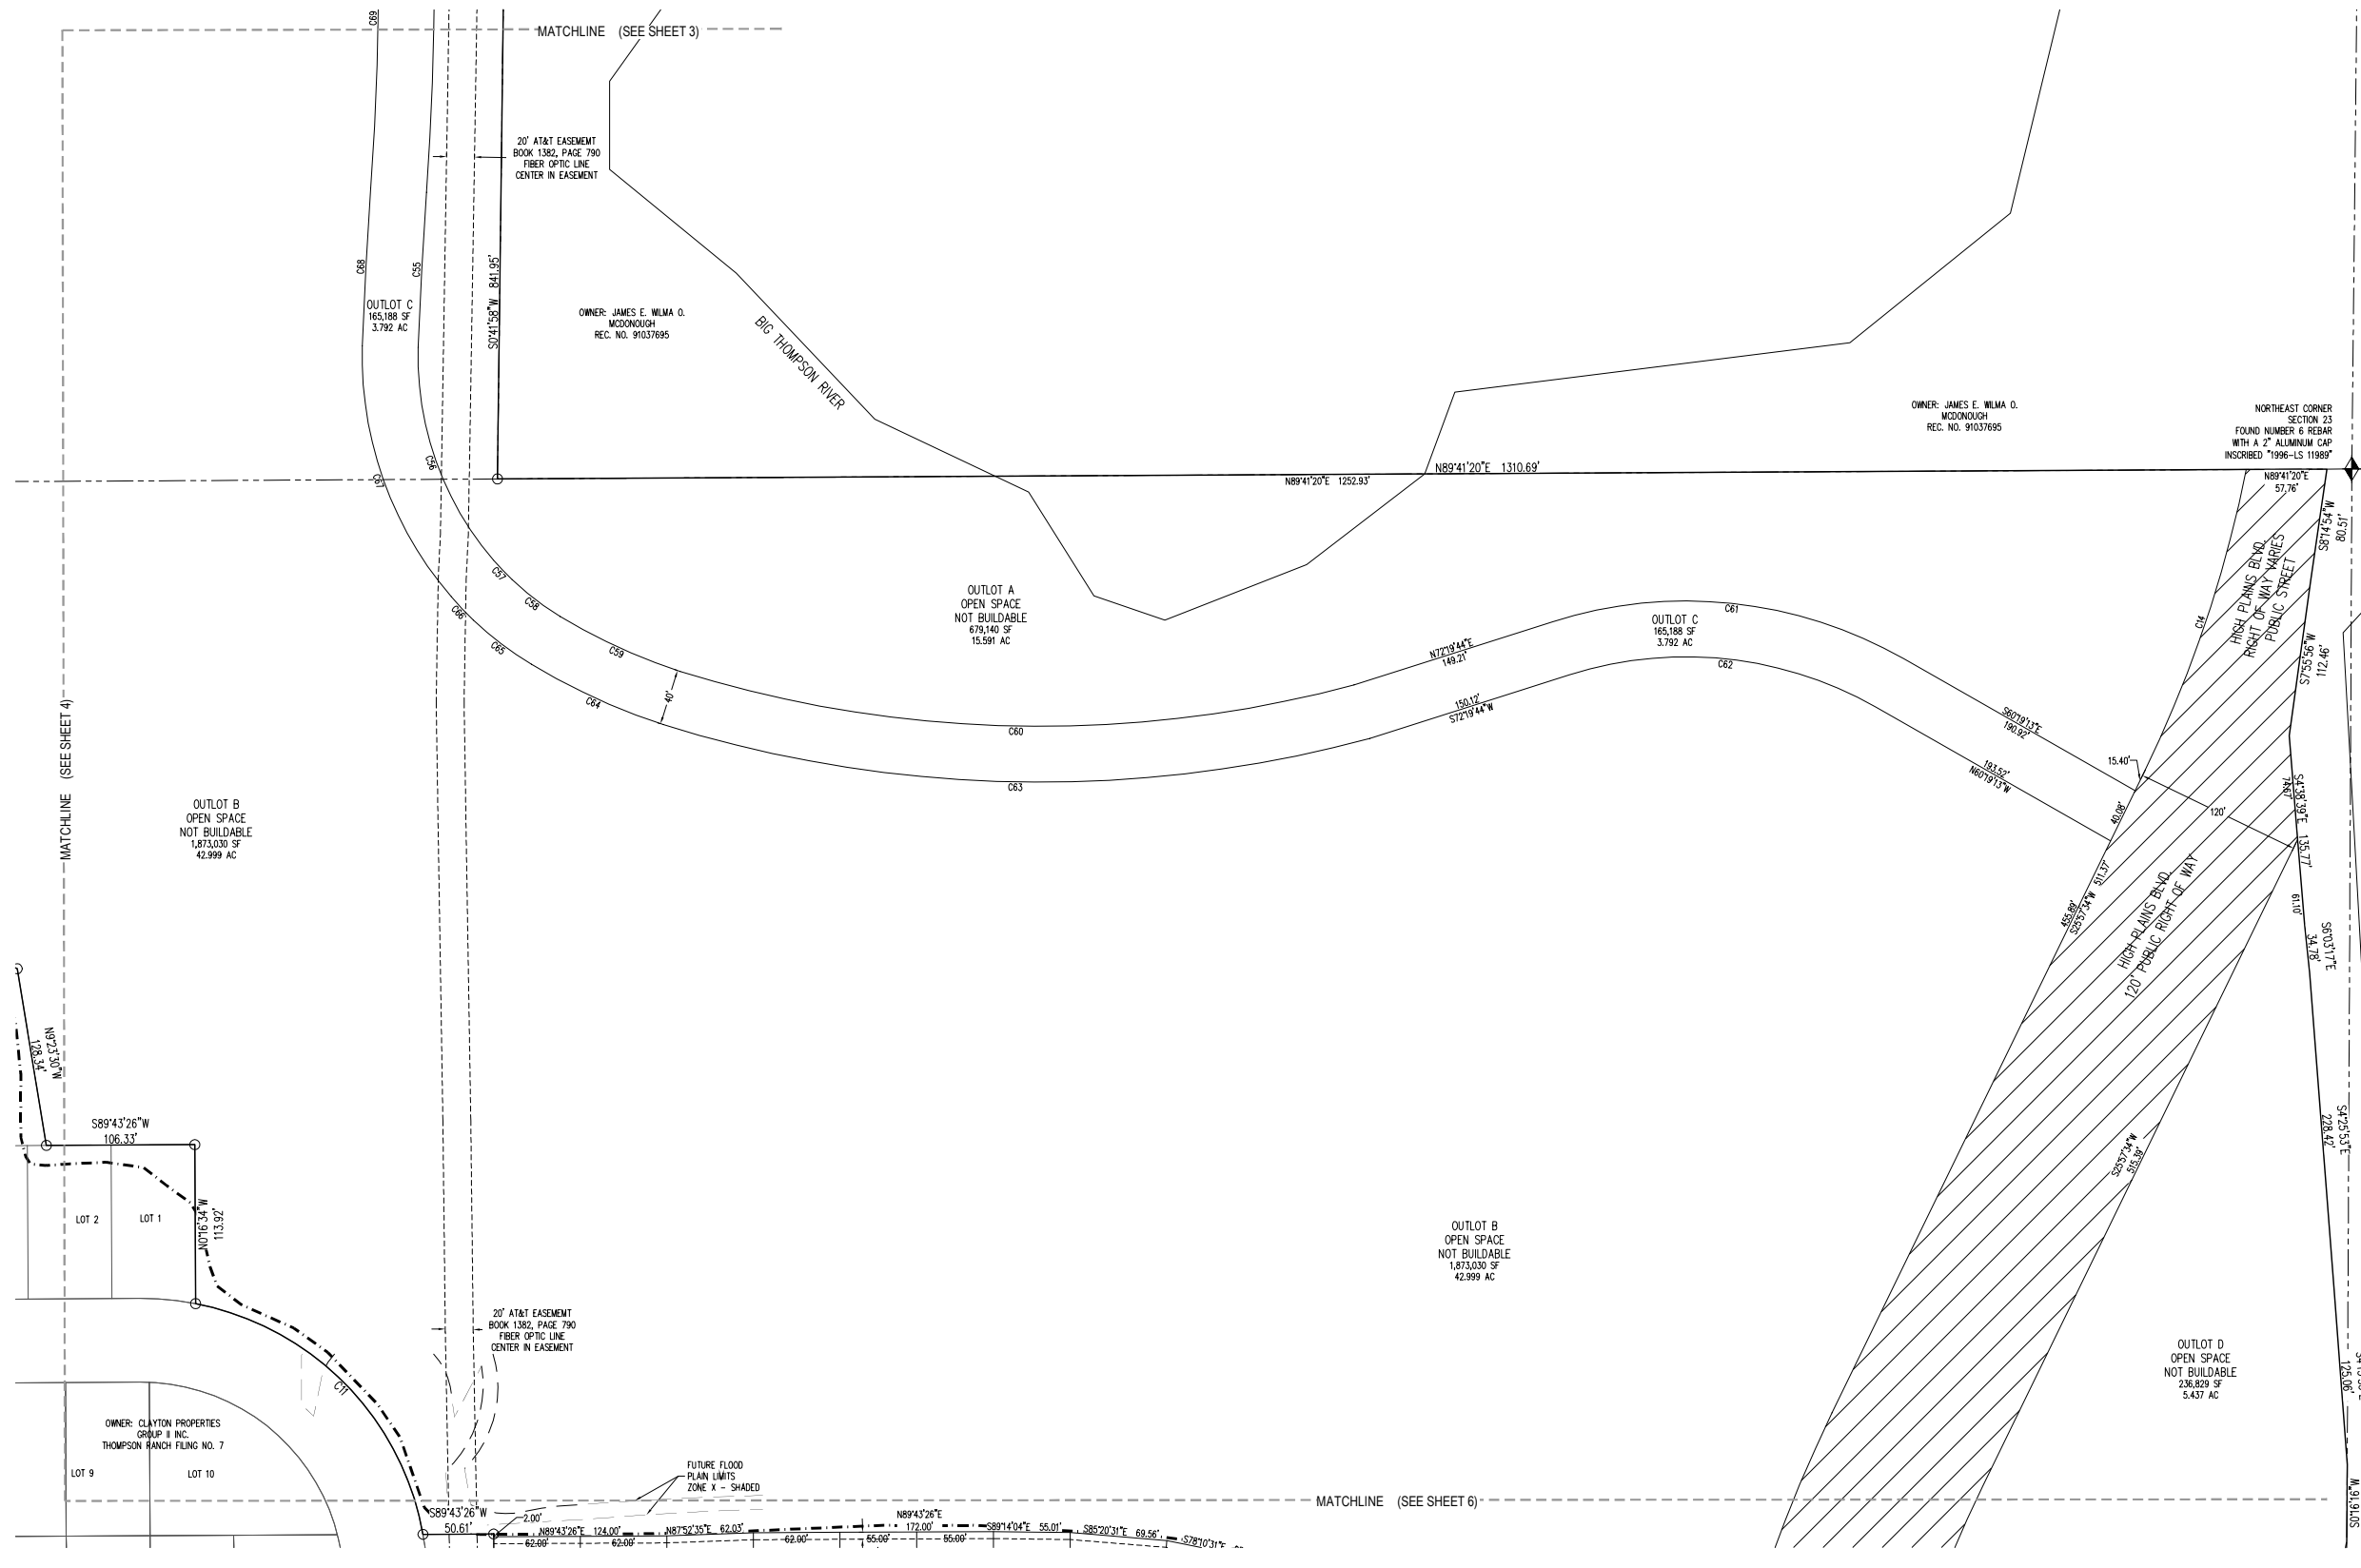 C69
MATCHLINE (SEE SHEET 3)
20' AT&T EASEMEMT
BOOK 1382, PAGE 790
FIBER OPTIC LINE
CENTER IN EASEMENT
C68
C55
S0°41'58"W 841.95'
OUTLOT C
165,188 SF
3.792 AC
OWNER: JAMES E. WILMA O.
MCDONOUGH
REC. NO. 91037695
BIG THOMPSON RIVER
OWNER: JAMES E. WILMA O.
MCDONOUGH
REC. NO. 91037695
NORTHEAST CORNER
SECTION 23
FOUND NUMBER 6 REBAR
WITH A 2" ALUMINUM CAP
INSCRIBED "1996-LS 11989"
C56
C67
N89°41'20"E 1310.69'
N89°41'20"E 1252.93'
N89°41'20"E
57.76'
S8°14'54"W
80.51'
HIGH PLAINS BLVD.
RIGHT OF WAY VARIES
PUBLIC STREET
C14
C57
C58
C66
C65
C59
C64
40'
OUTLOT A
OPEN SPACE
NOT BUILDABLE
679,140 SF
15.591 AC
C61
OUTLOT C
165,188 SF
3.792 AC
C62
N72°19'44"E
149.21'
150.12'
S72°19'44"W
S7°55'56"W
112.46'
C60
C63
S60°19'13"E
190.92'
193.52'
N60°19'13"W
15.40'
40.08'
120'
S4°38'39"E 135.77'
74.67'
61.10'
MATCHLINE (SEE SHEET 4)
OUTLOT B
OPEN SPACE
NOT BUILDABLE
1,873,030 SF
42.999 AC
455.89'
S25°57'34"W 511.37'
HIGH PLAINS BLVD.
120' PUBLIC RIGHT OF WAY
S6°03'17"E
34.78'
N9°23'30"W
128.34'
S89°43'26"W
106.33'
S4°25'53"E
228.42'
S25°57'34"W
515.39'
LOT 2
LOT 1
N0°16'34"W
113.92'
OUTLOT B
OPEN SPACE
NOT BUILDABLE
1,873,030 SF
42.999 AC
20' AT&T EASEMEMT
BOOK 1382, PAGE 790
FIBER OPTIC LINE
CENTER IN EASEMENT
OUTLOT D
OPEN SPACE
NOT BUILDABLE
236,829 SF
5.437 AC
125.06'
C11
OWNER: CLAYTON PROPERTIES
GROUP II INC.
THOMPSON RANCH FILING NO. 7
LOT 9
LOT 10
FUTURE FLOOD
PLAIN LIMITS
ZONE X - SHADED
MATCHLINE (SEE SHEET 6)
S0°19'19"W
S89°43'26"W
50.61'
2.00'
N89°43'26"E 124.00'
62.00'
62.00'
N87°52'35"E 62.03'
62.00'
N89°43'26"E
172.00'
55.00'
55.00'
S89°14'04"E 55.01'
S85°20'31"E 69.56'
S78°10'31"E